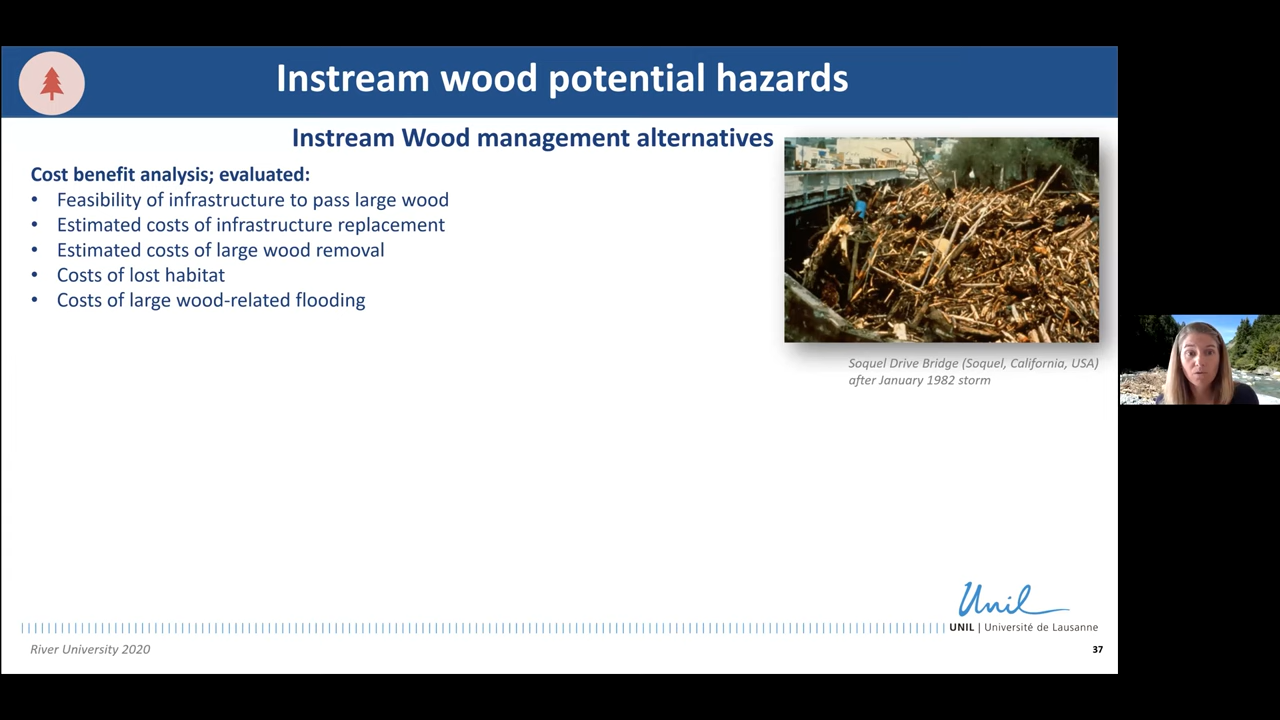 Instream wood potential hazards
Instream Wood management alternatives
Cost benefit analysis; evaluated:
• Feasibility of infrastructure to pass large wood
• Estimated costs of infrastructure replacement
• Estimated costs of large wood removal
• Costs of lost habitat
• Costs of large wood-related flooding
Soquel Drive Bridge (Soquel, California, USA)
after January 1982 storm
Unil
UNIL | Université de Lausanne
River University 2020
37